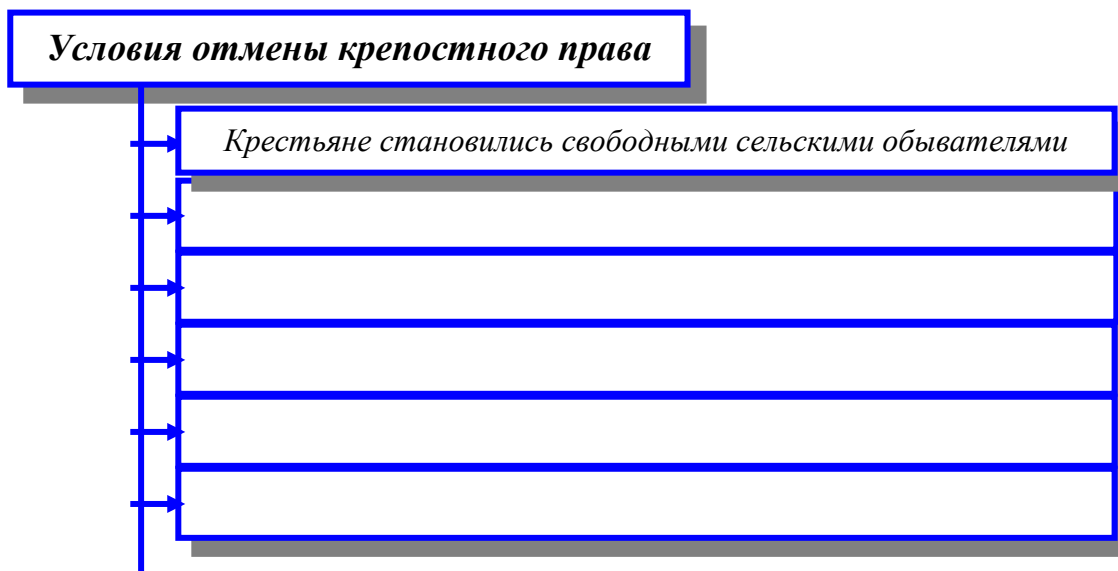 Условия отмены крепостного права
Крестьяне становились свободными сельскими обывателями